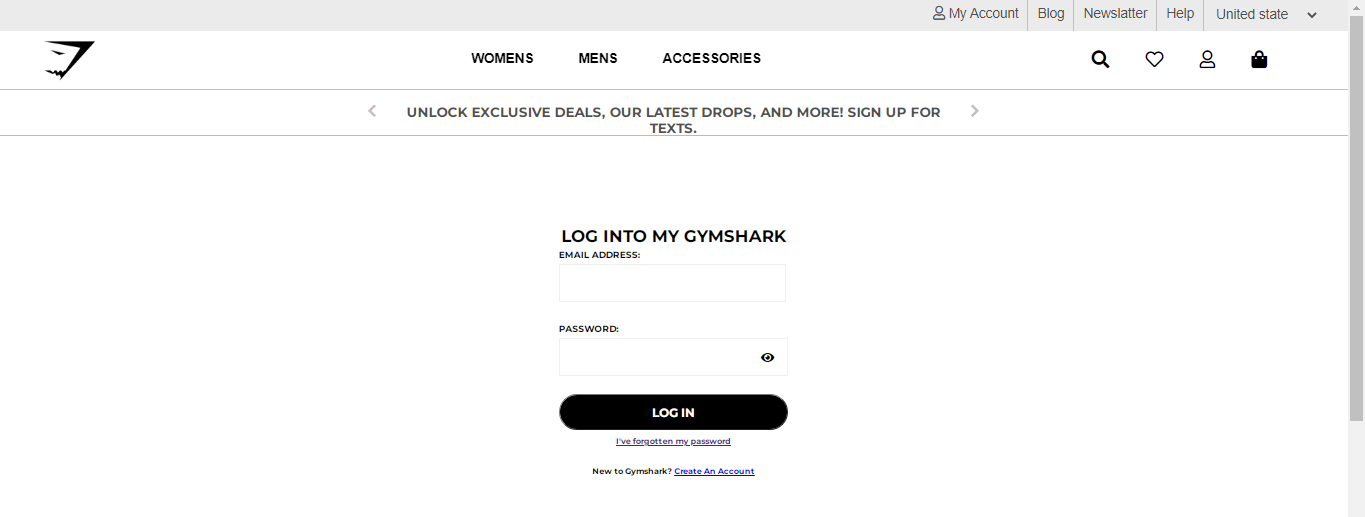 My Account Blog Newslatter Help United state
WOMENS MENS ACCESSORIES
UNLOCK EXCLUSIVE DEALS, OUR LATEST DROPS, AND MORE! SIGN UP FOR
TEXTS.
LOG INTO MY GYMSHARK
EMAIL ADDRESS:
PASSWORD:
LOG IN
I've forgotten my password
New to Gymshark? Create An Account